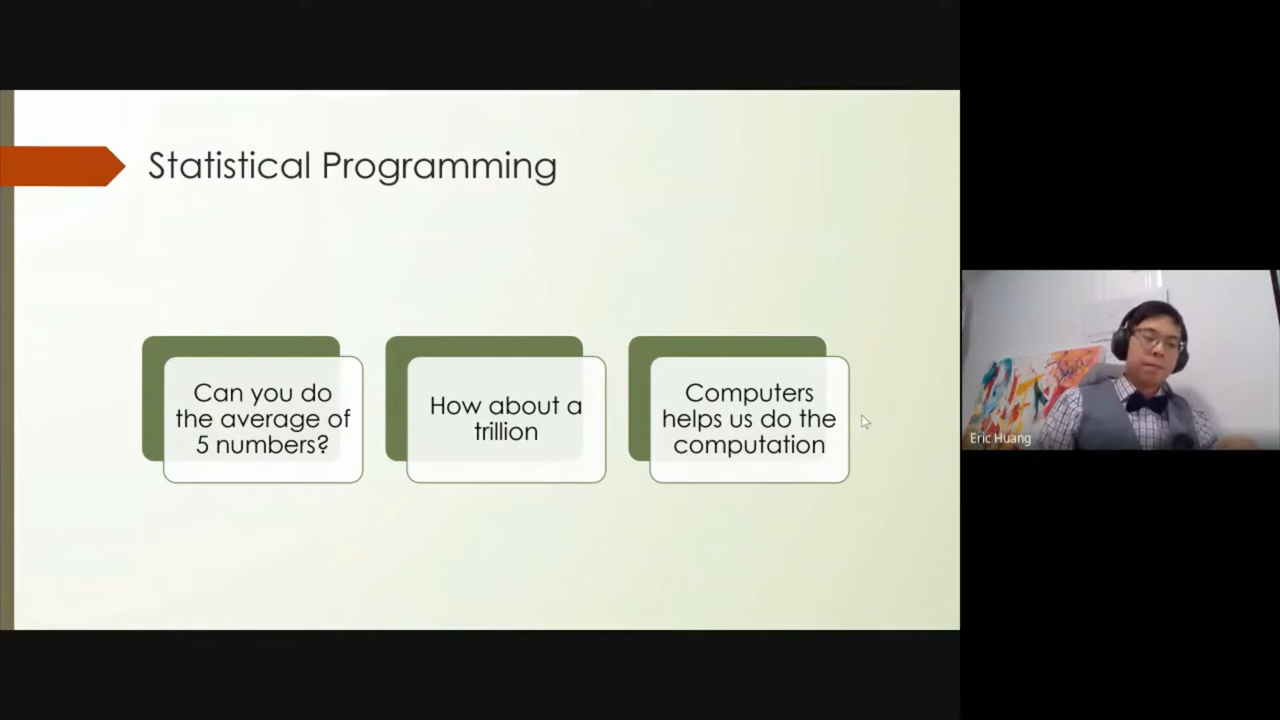 Statistical Programming
Can you do
the average of
5 numbers?
How about a
trillion
Computers
helps us do the
computation
Eric Huang